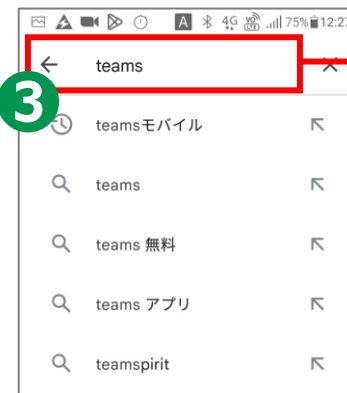 A 4G 75% 12:27
teams
3
teamsモバイル
teams
teams 無料
teams アプリ
teamspirit